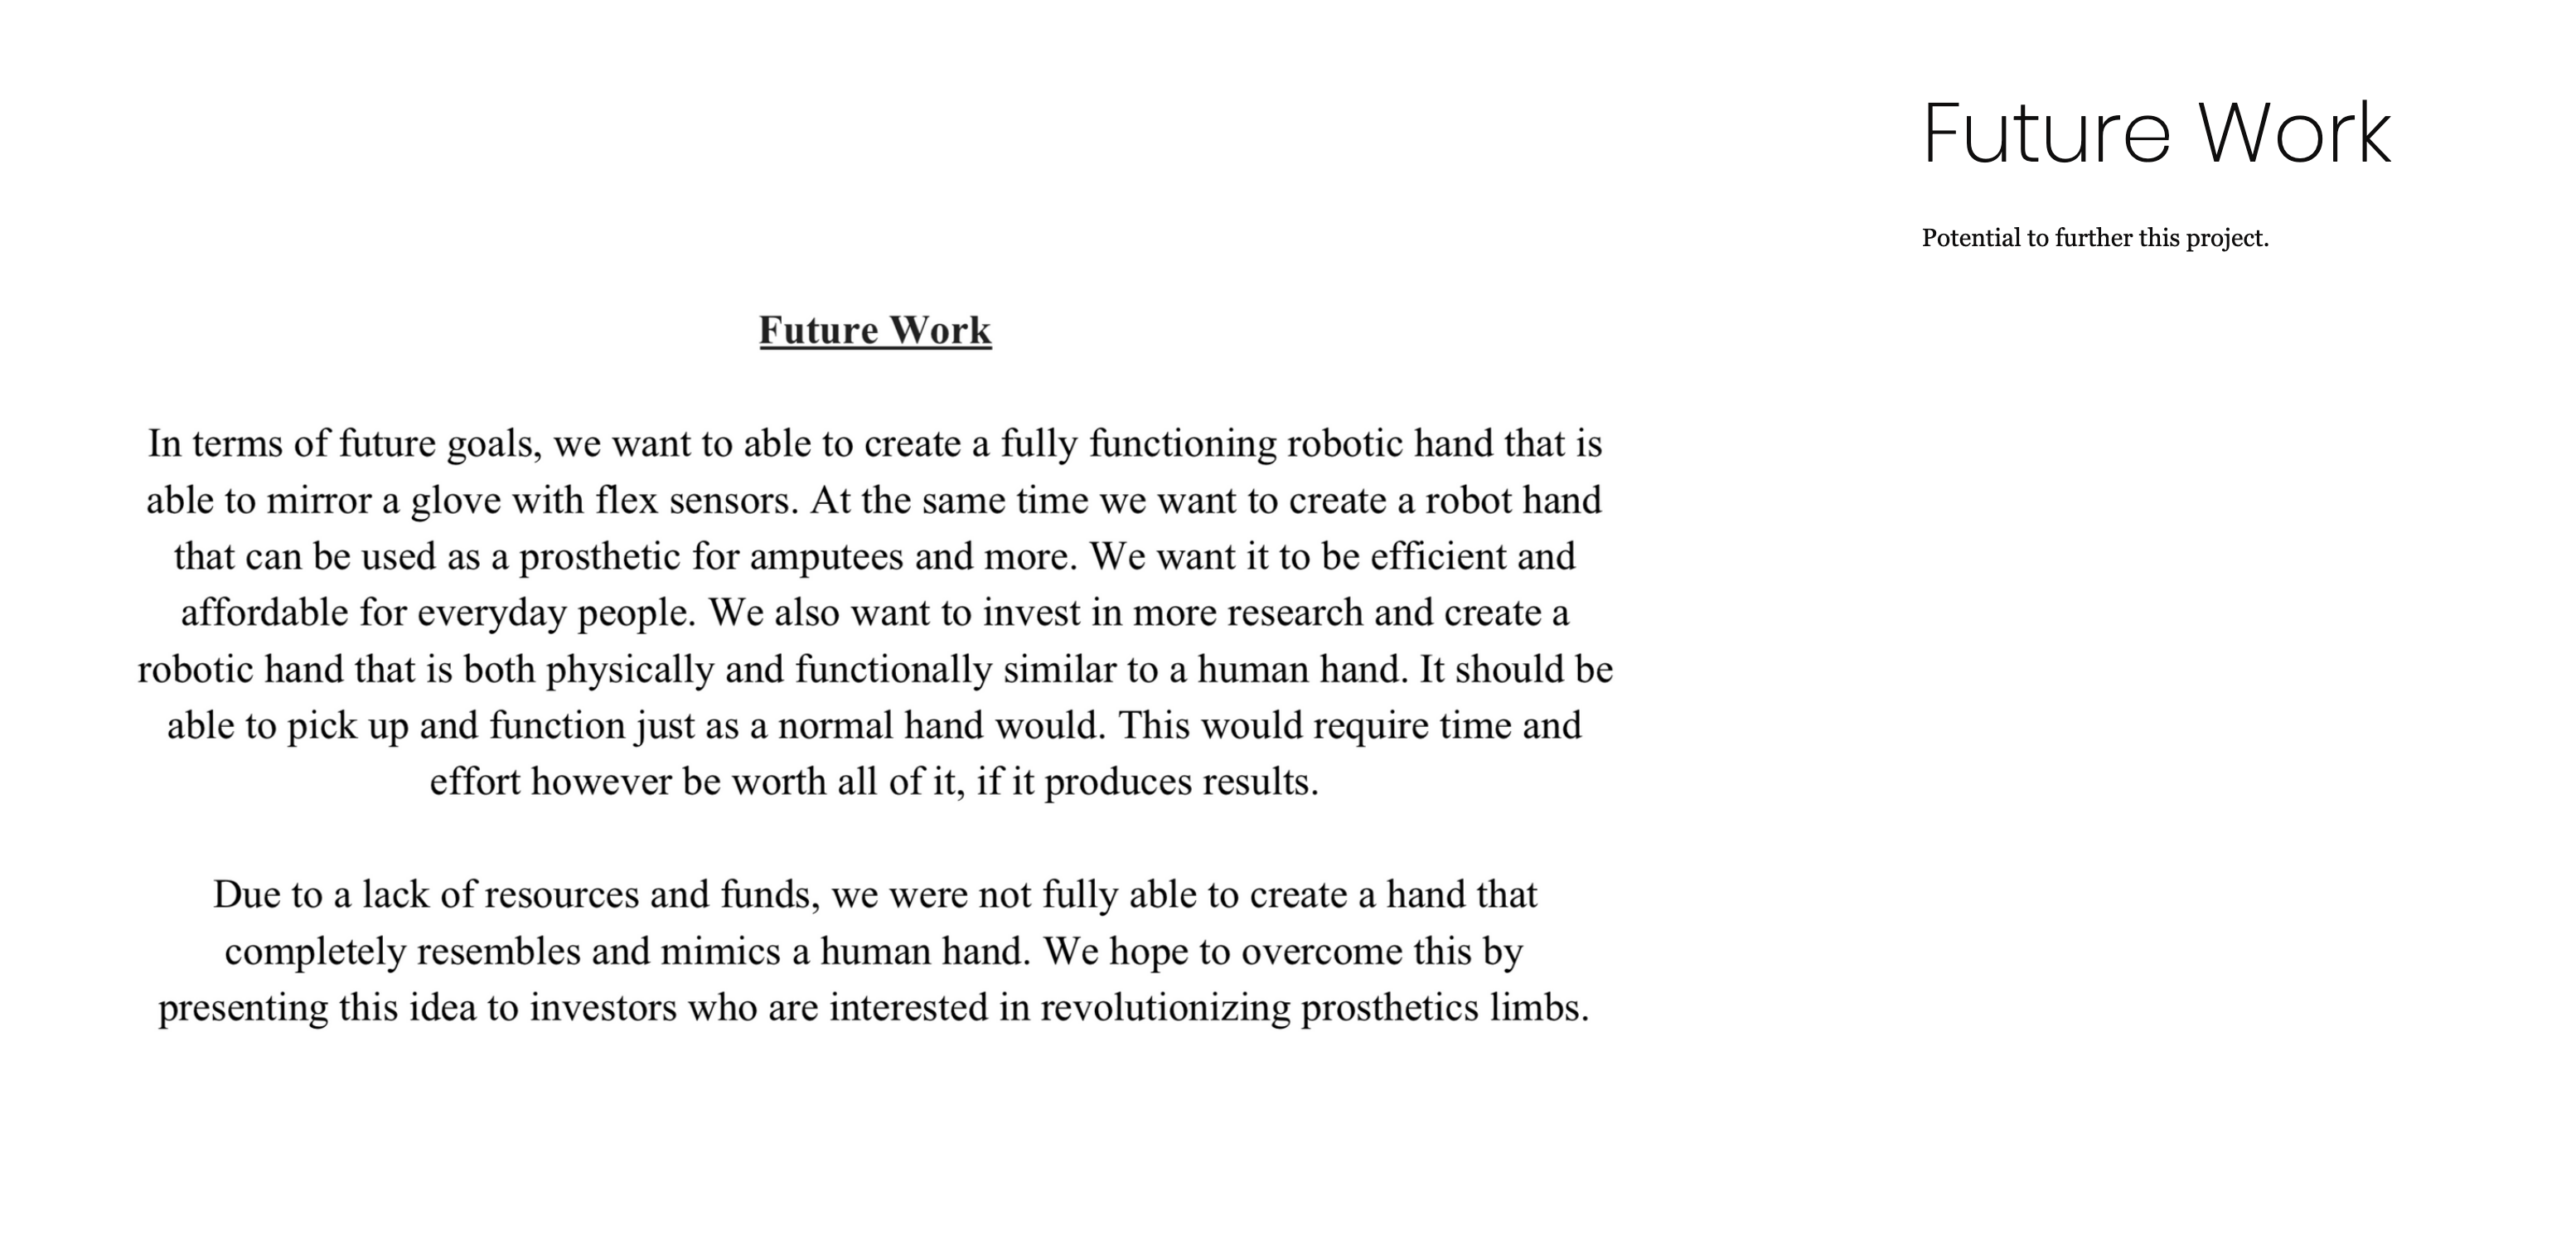 Future Work
Potential to further this project.
Future Work
In terms of future goals, we want to able to create a fully functioning robotic hand that is
able to mirror a glove with flex sensors. At the same time we want to create a robot hand
that can be used as a prosthetic for amputees and more. We want it to be efficient and
affordable for everyday people. We also want to invest in more research and create a
robotic hand that is both physically and functionally similar to a human hand. It should be
able to pick up and function just as a normal hand would. This would require time and
effort however be worth all of it, if it produces results.
Due to a lack of resources and funds, we were not fully able to create a hand that
completely resembles and mimics a human hand. We hope to overcome this by
presenting this idea to investors who are interested in revolutionizing prosthetics limbs.